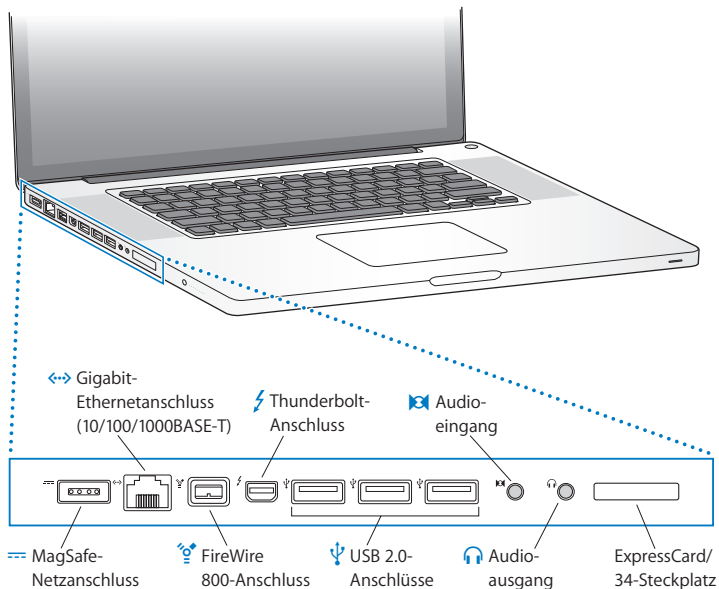 Gigabit-
Ethernetanschluss
(10/100/1000BASE-T)
Thunderbolt-
Anschluss
Audio-
eingang
MagSafe-
Netzanschluss
FireWire
800-Anschluss
USB 2.0-
Anschlüsse
Audio-
ausgang
ExpressCard/
34-Steckplatz